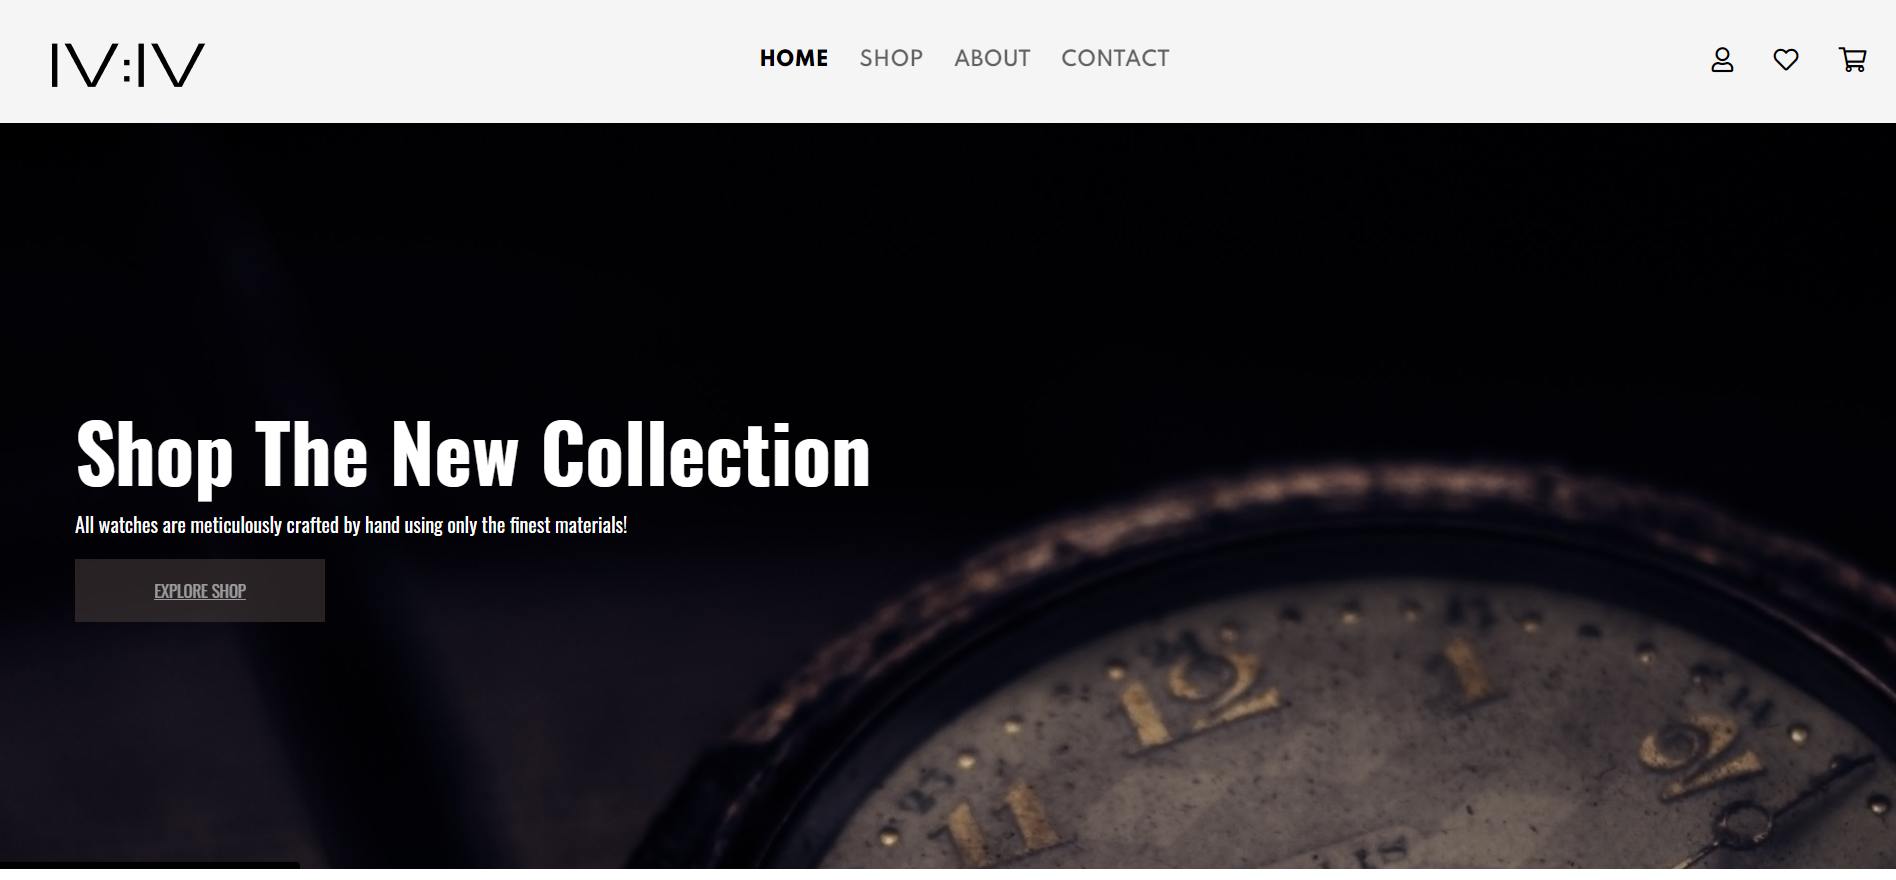 IV:IV
HOME SHOP ABOUT CONTACT
Shop The New Collection
All watches are meticulously crafted by hand using only the finest materials!
EXPLORE SHOP
12
1
2
11